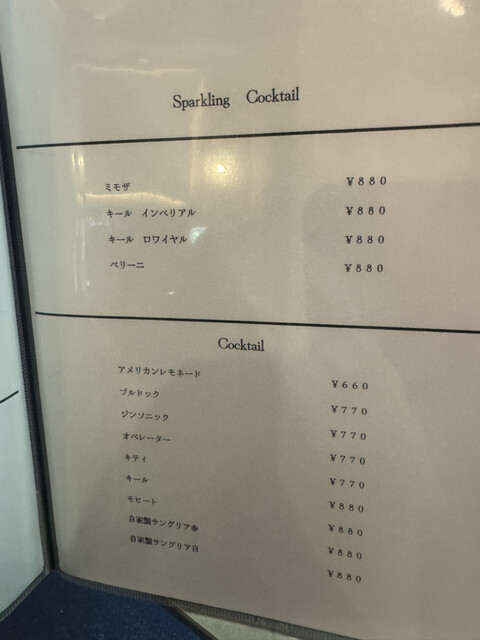 Sparkling Cocktail
ミモザ ¥880
キール インペリアル ¥880
キール ロワイヤル ¥880
ベリーニ ¥880
Cocktail
アメリカンレモネード ¥660
ブルドック ¥770
ジンソニック ¥770
オペレーター ¥770
キティ ¥770
キール ¥880
モヒート ¥880
自家製サングリア赤 ¥880
自家製サングリア白 ¥880